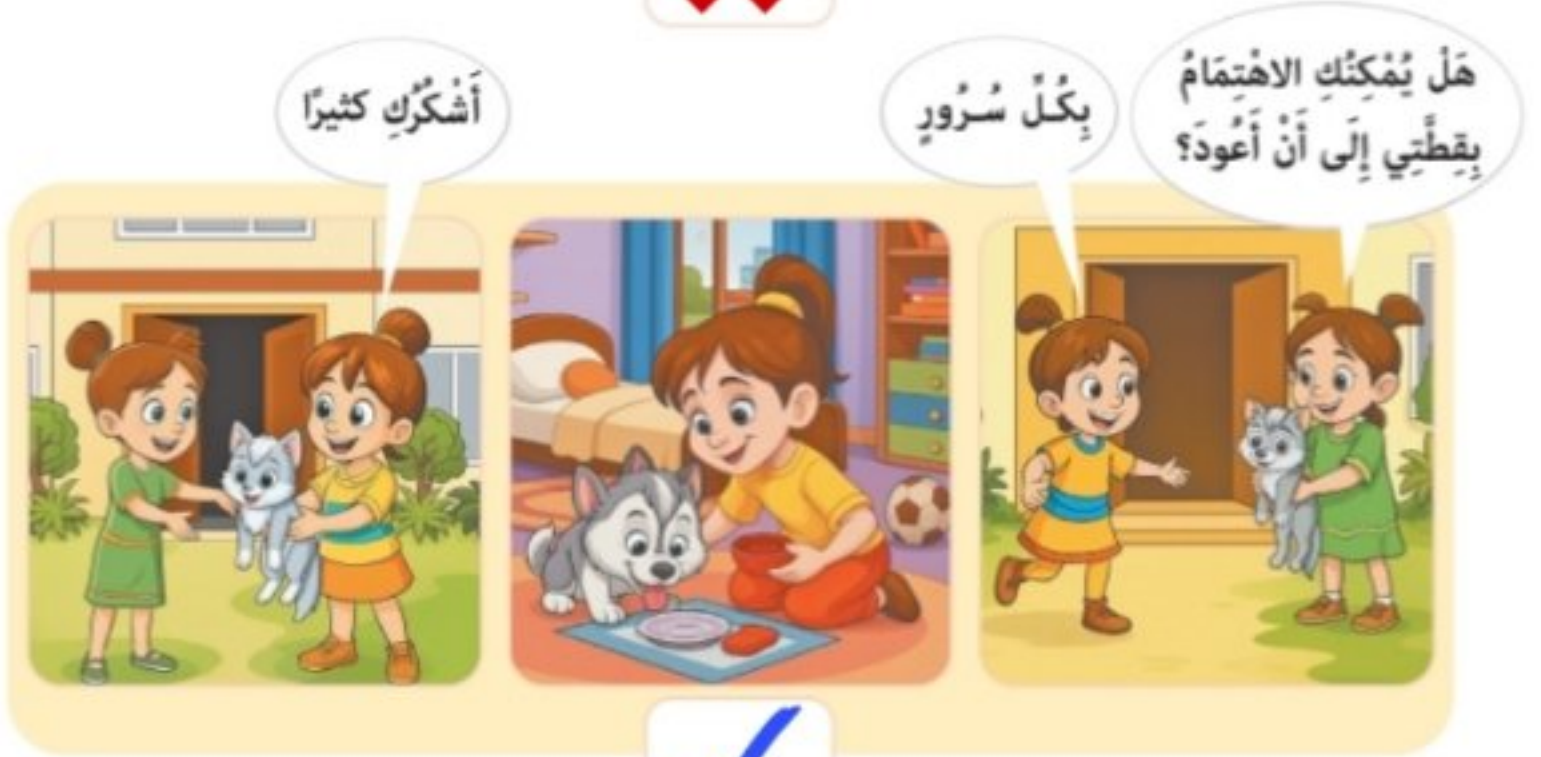 هَلْ يُمْكِنُكِ الاهْتِمَامُ
بِقِطَّتِي إِلَى أَنْ أَعُودَ؟
بِكُلِّ سُرُورٍ
أَشْكُرُكِ كثيرًا